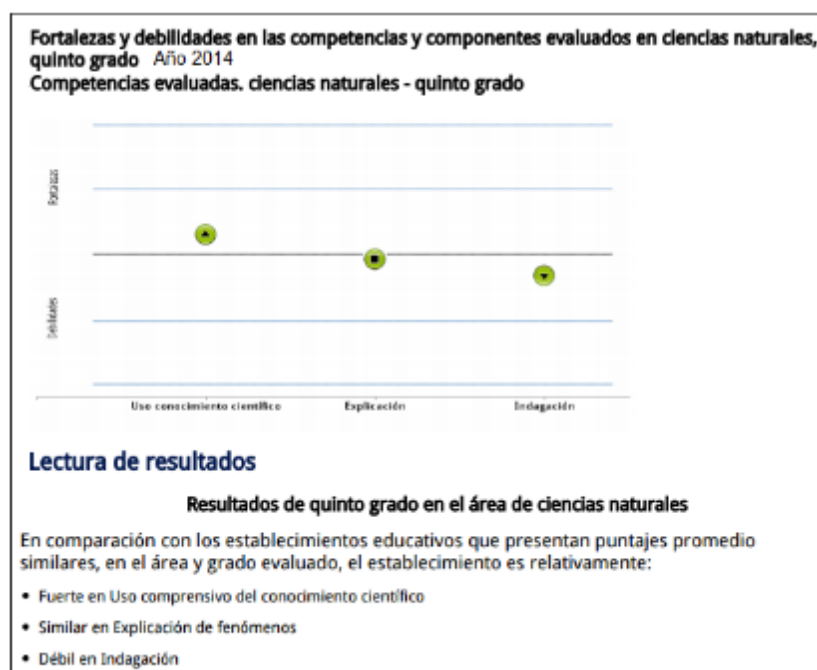 Fortalezas y debilidades en las competencias y componentes evaluados en ciencias naturales,
quinto grado Año 2014
Competencias evaluadas. ciencias naturales - quinto grado
Fortalezas
Debilidades
Uso conocimiento científico Explicación Indagación
Lectura de resultados
Resultados de quinto grado en el área de ciencias naturales
En comparación con los establecimientos educativos que presentan puntajes promedio
similares, en el área y grado evaluado, el establecimiento es relativamente:
• Fuerte en Uso comprensivo del conocimiento científico
• Similar en Explicación de fenómenos
• Débil en Indagación